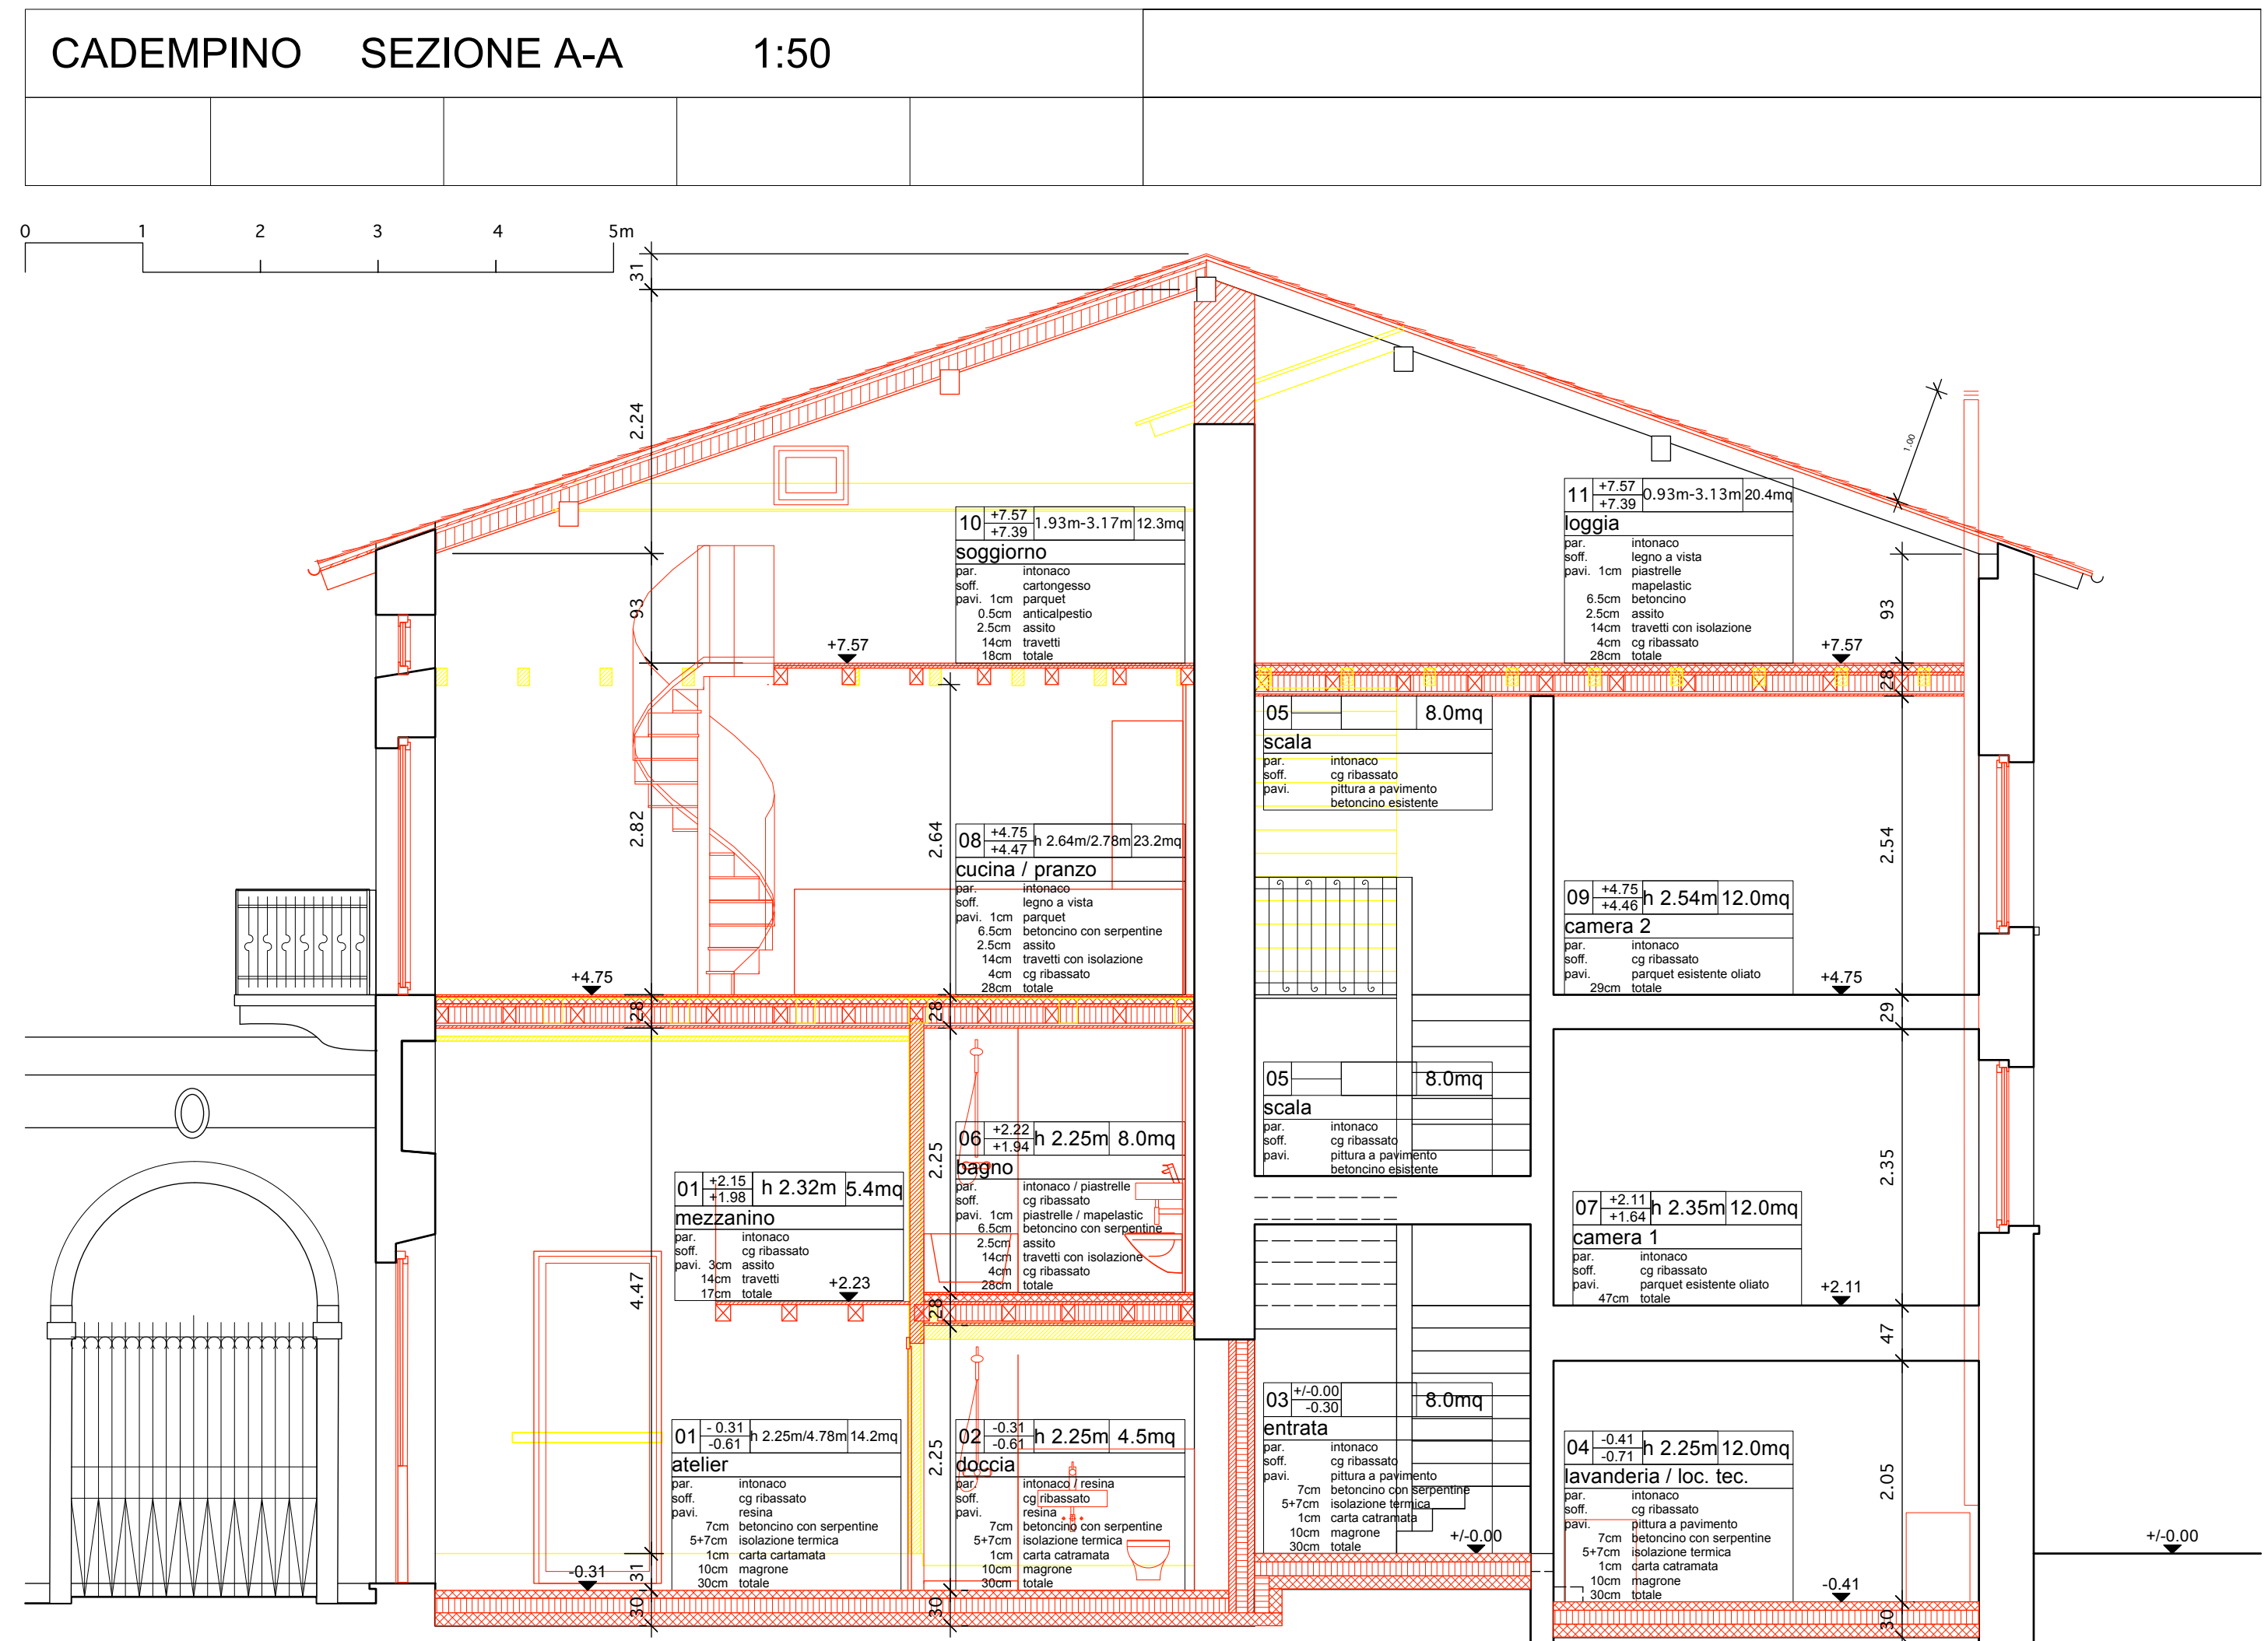 CADEMPINO SEZIONE A-A 1:50
0 1 2 3 4 5m
31
2.24
93
2.82
28
4.47
31
30
1.00
10 +7.57 +7.39 1.93m-3.17m 12.3mq
soggiorno
par. intonaco
soff. cartongesso
pavi. 1cm parquet
0.5cm anticalpestio
2.5cm assito
14cm travetti
18cm totale
+7.57
11 +7.57 +7.39 0.93m-3.13m 20.4mq
loggia
par. intonaco
soff. legno a vista
pavi. 1cm piastrelle
mapelastic
6.5cm betoncino
2.5cm assito
14cm travetti con isolazione
4cm cg ribassato
28cm totale
+7.57
93
28
2.54
29
2.35
47
2.05
30
05 8.0mq
scala
par. intonaco
soff. cg ribassato
pavi. pittura a pavimento
betoncino esistente
2.64
28
2.25
28
2.25
30
08 +4.75 +4.47 h 2.64m/2.78m 23.2mq
cucina / pranzo
par. intonaco
soff. legno a vista
pavi. 1cm parquet
6.5cm betoncino con serpentine
2.5cm assito
14cm travetti con isolazione
4cm cg ribassato
28cm totale
+4.75
09 +4.75 +4.46 h 2.54m 12.0mq
camera 2
par. intonaco
soff. cg ribassato
pavi. parquet esistente oliato
29cm totale
+4.75
05 8.0mq
scala
par. intonaco
soff. cg ribassato
pavi. pittura a pavimento
betoncino esistente
06 +2.22 +1.94 h 2.25m 8.0mq
bagno
par. intonaco / piastrelle
soff. cg ribassato
pavi. 1cm piastrelle / mapelastic
6.5cm betoncino con serpentine
2.5cm assito
14cm travetti con isolazione
4cm cg ribassato
28cm totale
01 +2.15 +1.98 h 2.32m 5.4mq
mezzanino
par. intonaco
soff. cg ribassato
pavi. 3cm assito
14cm travetti
17cm totale
+2.23
07 +2.11 +1.64 h 2.35m 12.0mq
camera 1
par. intonaco
soff. cg ribassato
pavi. parquet esistente oliato
47cm totale
+2.11
01 - 0.31 -0.61 h 2.25m/4.78m 14.2mq
atelier
par. intonaco
soff. cg ribassato
pavi. resina
7cm betoncino con serpentine
5+7cm isolazione termica
1cm carta cartamata
10cm magrone
30cm totale
-0.31
02 -0.31 -0.61 h 2.25m 4.5mq
doccia
par. intonaco / resina
soff. cg ribassato
pavi. resina
7cm betoncino con serpentine
5+7cm isolazione termica
1cm carta catramata
10cm magrone
30cm totale
03 +/-0.00 -0.30 8.0mq
entrata
par. intonaco
soff. cg ribassato
pavi. pittura a pavimento
7cm betoncino con serpentine
5+7cm isolazione termica
1cm carta catramata
10cm magrone
30cm totale
+/-0.00
04 -0.41 -0.71 h 2.25m 12.0mq
lavanderia / loc. tec.
par. intonaco
soff. cg ribassato
pavi. pittura a pavimento
7cm betoncino con serpentine
5+7cm isolazione termica
1cm carta catramata
10cm magrone
30cm totale
-0.41
+/-0.00